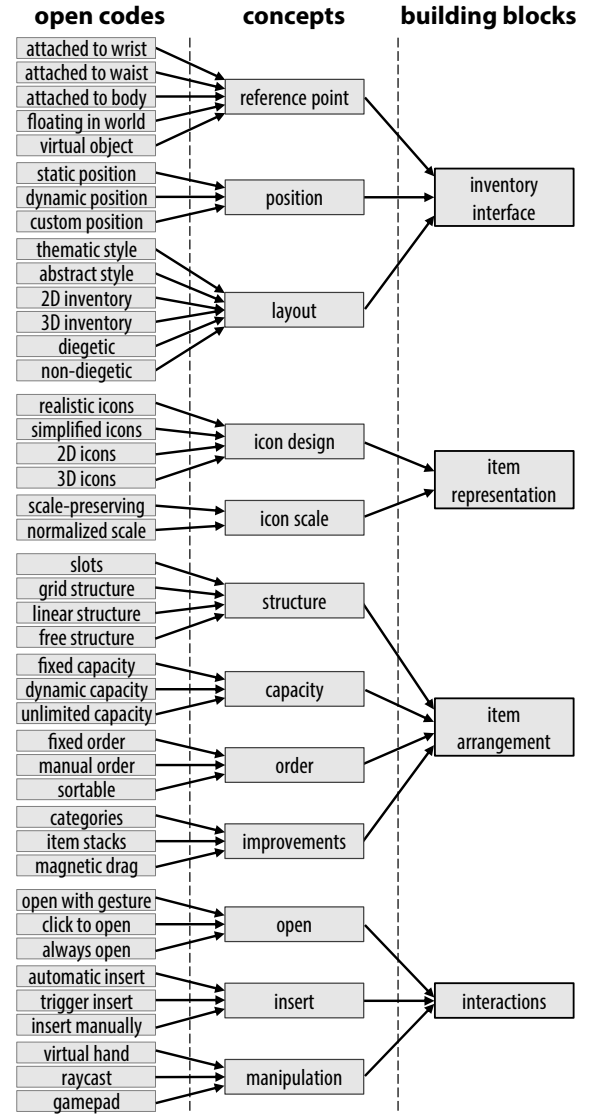 open codes
concepts
building blocks
attached to wrist
attached to waist
attached to body
floating in world
virtual object
reference point
static position
dynamic position
custom position
position
inventory
interface
thematic style
abstract style
2D inventory
3D inventory
diegetic
non-diegetic
layout
realistic icons
simplified icons
2D icons
3D icons
icon design
item
representation
scale-preserving
normalized scale
icon scale
slots
grid structure
linear structure
free structure
structure
fixed capacity
dynamic capacity
unlimited capacity
capacity
item
arrangement
fixed order
manual order
sortable
order
categories
item stacks
magnetic drag
improvements
open with gesture
click to open
always open
open
automatic insert
trigger insert
insert manually
insert
interactions
virtual hand
raycast
gamepad
manipulation